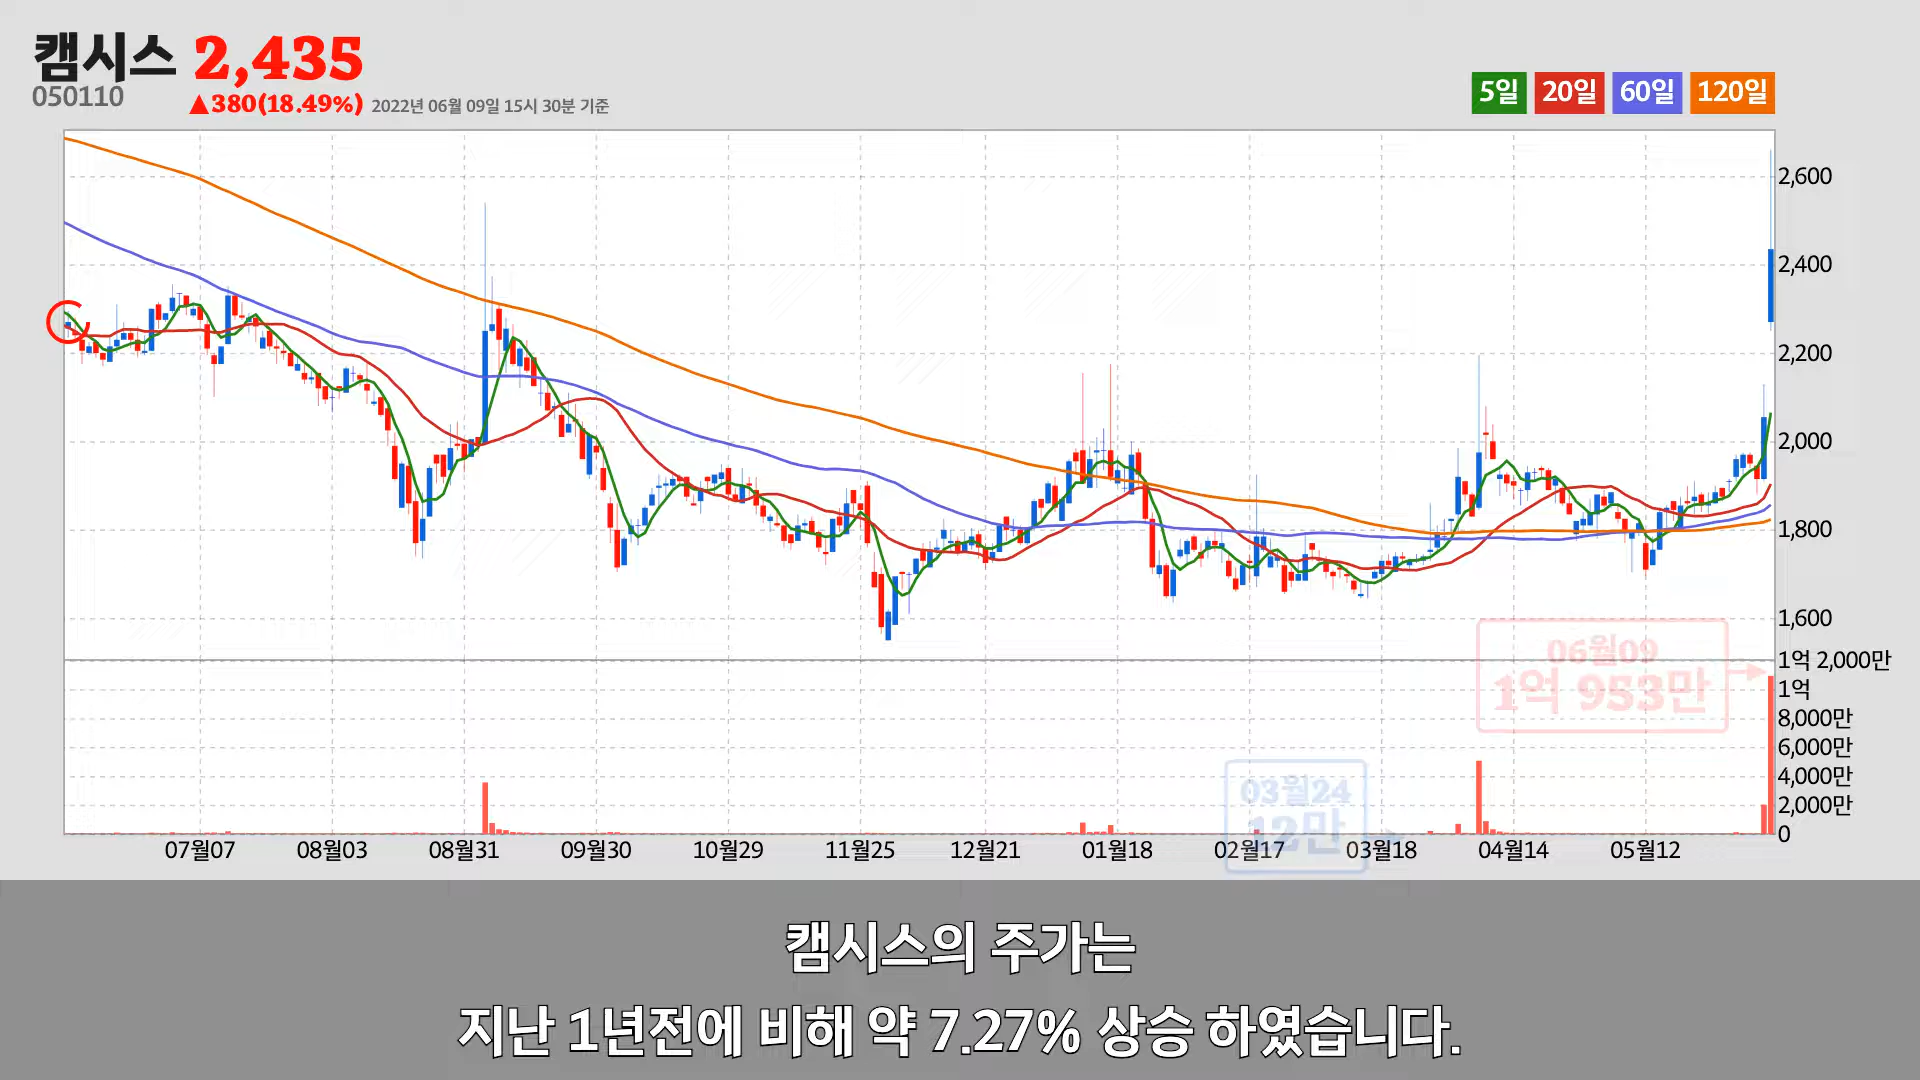 캠시스 2,435
050110 ▲380(18.49%) 2022년 06월 09일 15시 30분 기준
5일 20일 60일 120일
2,600
2,400
2,200
2,000
1,800
1,600
06월09
1억 953만
1억 2,000만
1억
8,000만
6,000만
4,000만
2,000만
0
03월24
12만
07월07 08월03 08월31 09월30 10월29 11월25 12월21 01월18 02월17 03월18 04월14 05월12
캠시스의 주가는
지난 1년전에 비해 약 7.27% 상승 하였습니다.